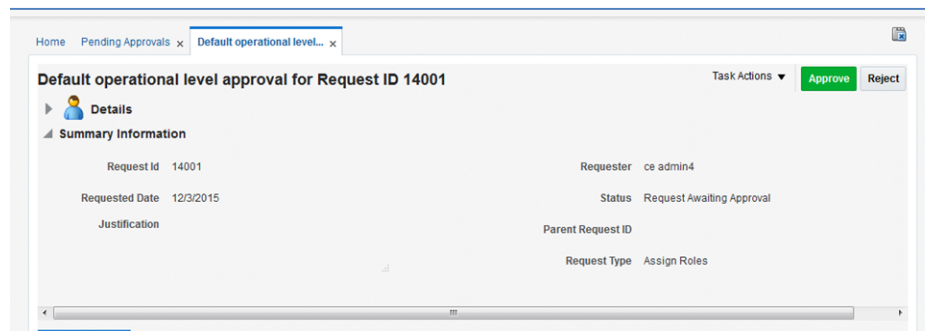 Home Pending Approvals x Default operational level... x
Default operational level approval for Request ID 14001 Task Actions Approve Reject
Details
Summary Information
Request Id 14001 Requester ce admin4
Requested Date 12/3/2015 Status Request Awaiting Approval
Justification Parent Request ID
Request Type Assign Roles